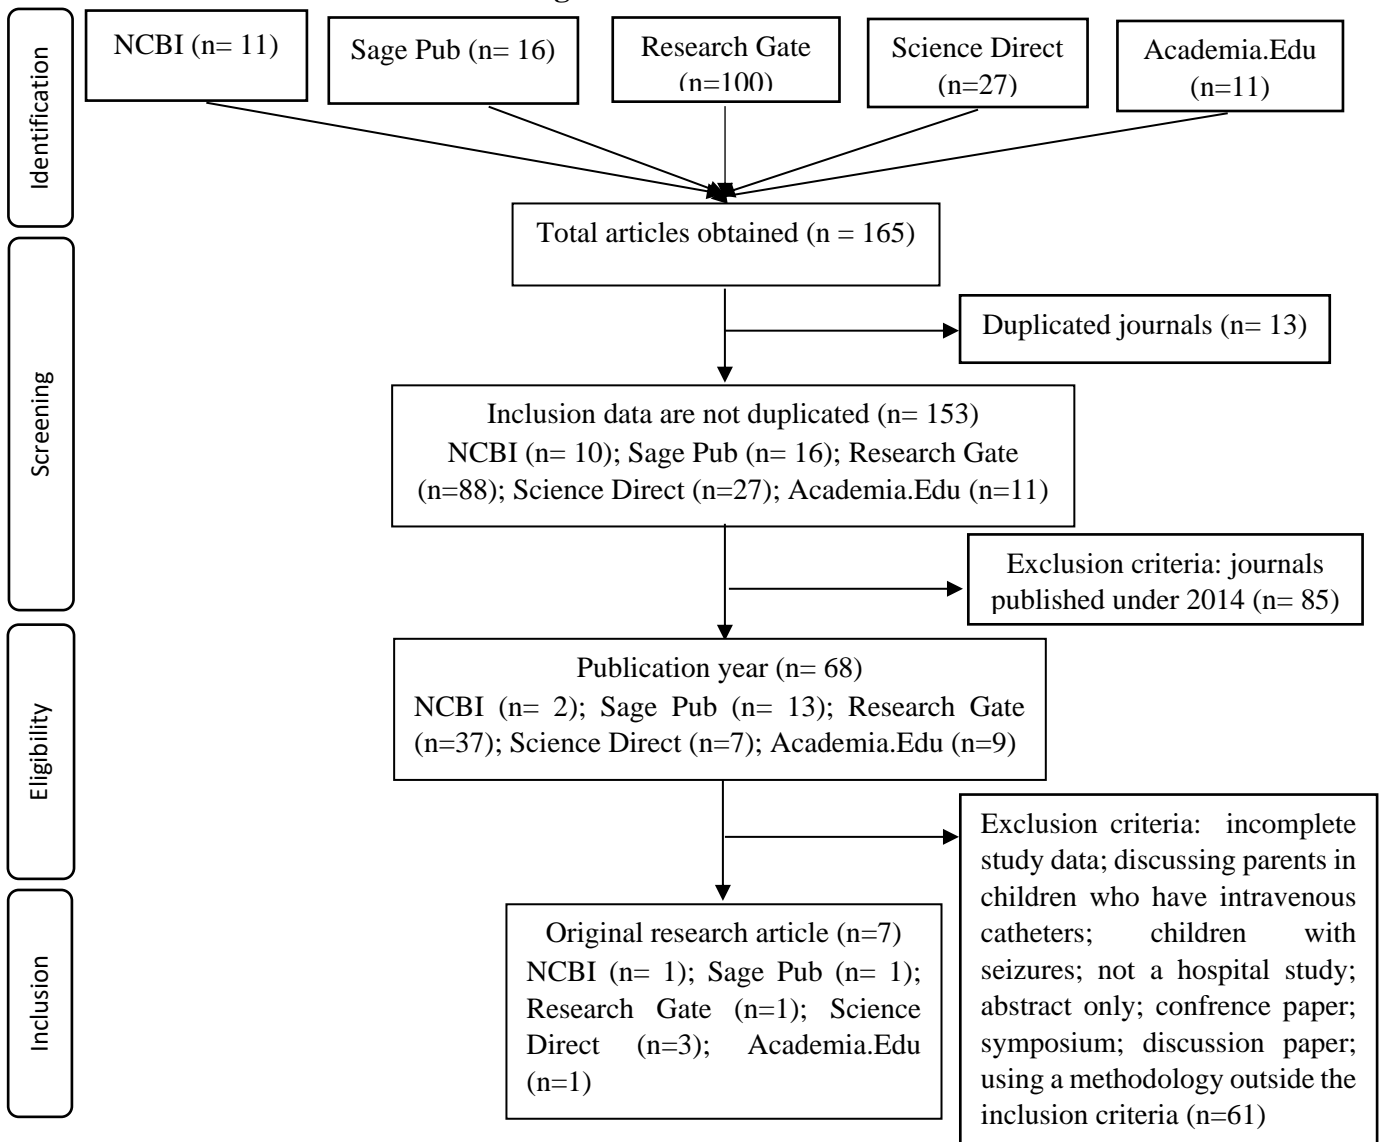 Identification
NCBI (n= 11)
Sage Pub (n= 16)
Research Gate
(n=100)
Science Direct
(n=27)
Academia.Edu
(n=11)
Total articles obtained (n = 165)
Screening
Duplicated journals (n= 13)
Inclusion data are not duplicated (n= 153)
NCBI (n= 10); Sage Pub (n= 16); Research Gate
(n=88); Science Direct (n=27); Academia.Edu (n=11)
Exclusion criteria: journals
published under 2014 (n= 85)
Eligibility
Publication year (n= 68)
NCBI (n= 2); Sage Pub (n= 13); Research Gate
(n=37); Science Direct (n=7); Academia.Edu (n=9)
Exclusion criteria: incomplete
study data; discussing parents in
children who have intravenous
catheters; children with
seizures; not a hospital study;
abstract only; confrence paper;
symposium; discussion paper;
using a methodology outside the
inclusion criteria (n=61)
Inclusion
Original research article (n=7)
NCBI (n= 1); Sage Pub (n= 1);
Research Gate (n=1); Science
Direct (n=3); Academia.Edu
(n=1)